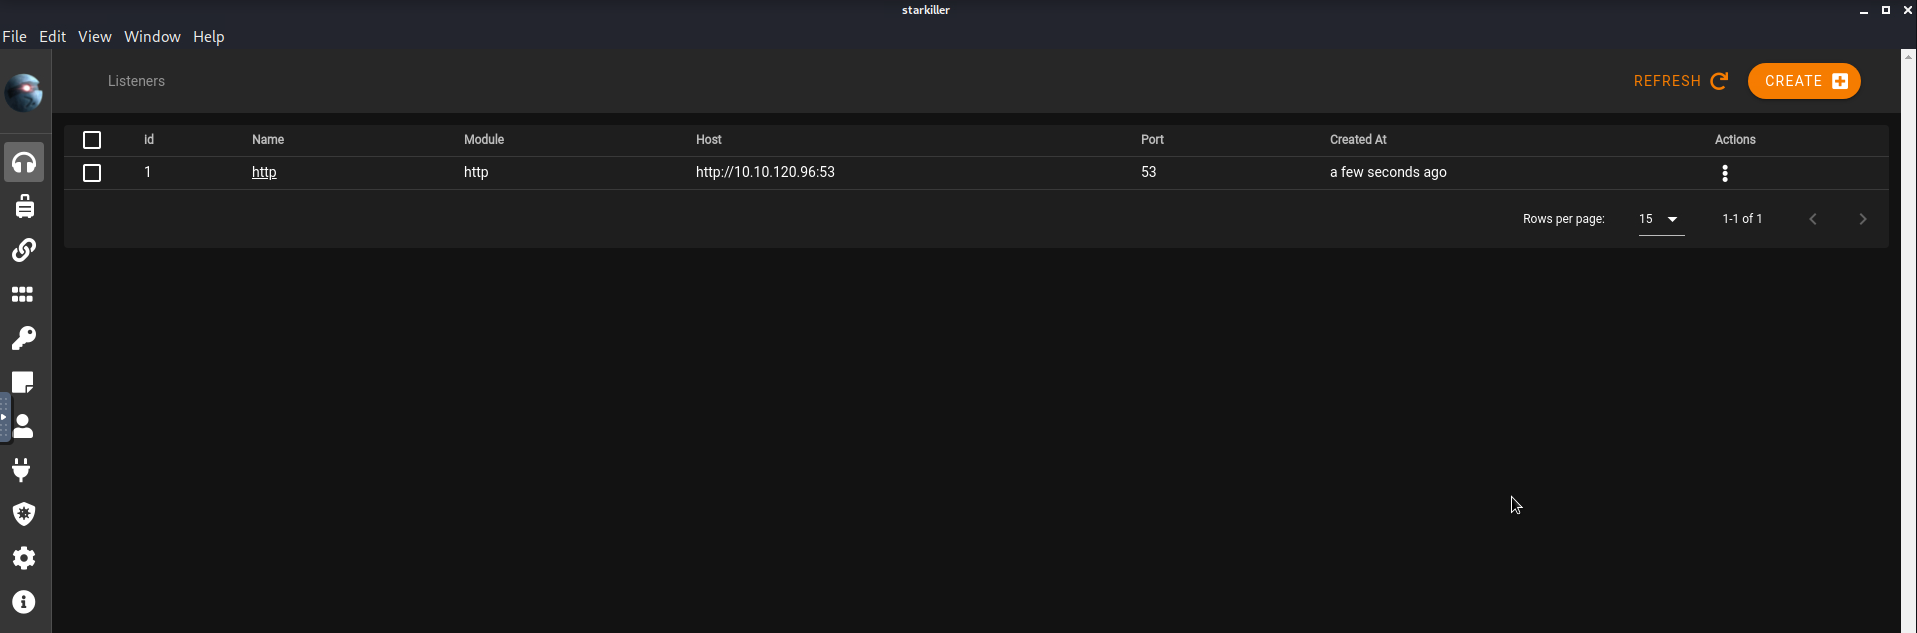 starkiller
File Edit View Window Help
Listeners REFRESH CREATE
Id Name Module Host Port Created At Actions
1 http http http://10.10.120.96:53 53 a few seconds ago
Rows per page: 15 1-1 of 1